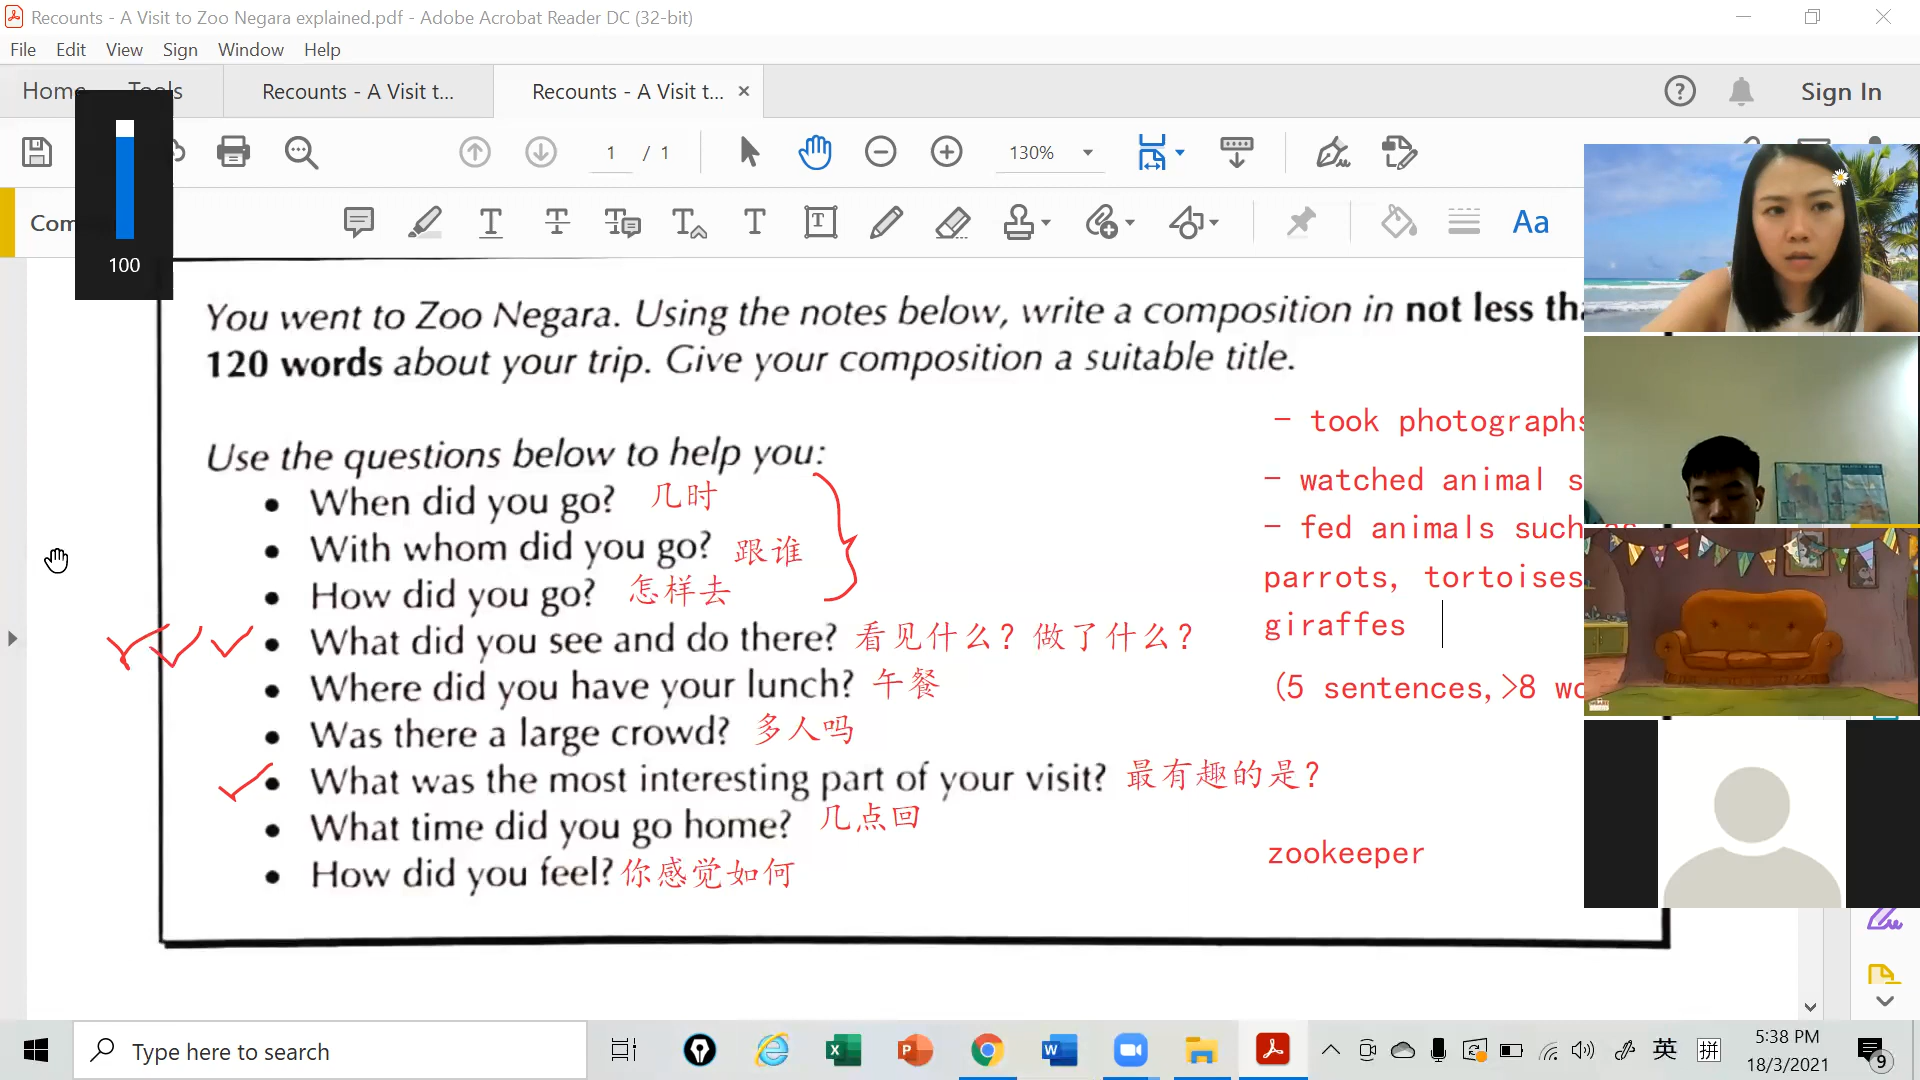 Recounts - A Visit to Zoo Negara explained.pdf - Adobe Acrobat Reader DC (32-bit)
File Edit View Sign Window Help
Home Tools Recounts - A Visit t... Recounts - A Visit t... × Sign In
1 / 1 130%
100
You went to Zoo Negara. Using the notes below, write a composition in not less
120 words about your trip. Give your composition a suitable title.
- took photographs
Use the questions below to help you:
- watched animal
• When did you go? 几时
- fed animals such as
• With whom did you go? 跟谁
parrots, tortoises
• How did you go? 怎样去
giraffes
• What did you see and do there? 看见什么? 做了什么?
• Where did you have your lunch? 午餐
(5 sentences,>8
• Was there a large crowd? 多人吗
• What was the most interesting part of your visit? 最有趣的是?
• What time did you go home? 几点回
zookeeper
• How did you feel? 你感觉如何
Type here to search
英 拼
5:38 PM
18/3/2021
9